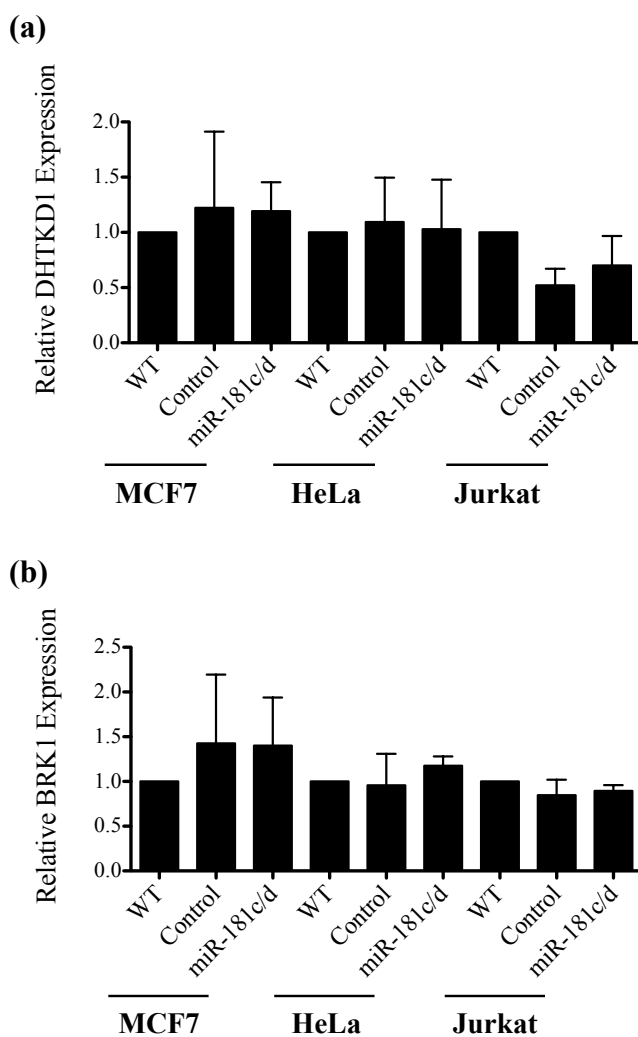 (a)
Relative DHTKD1 Expression
2.0
1.5
1.0
0.5
0.0
WT
Control
miR-181c/d
WT
Control
miR-181c/d
WT
Control
miR-181c/d
MCF7
HeLa
Jurkat
(b)
Relative BRK1 Expression
2.5
2.0
1.5
1.0
0.5
0.0
WT
Control
miR-181c/d
WT
Control
miR-181c/d
WT
Control
miR-181c/d
MCF7
HeLa
Jurkat